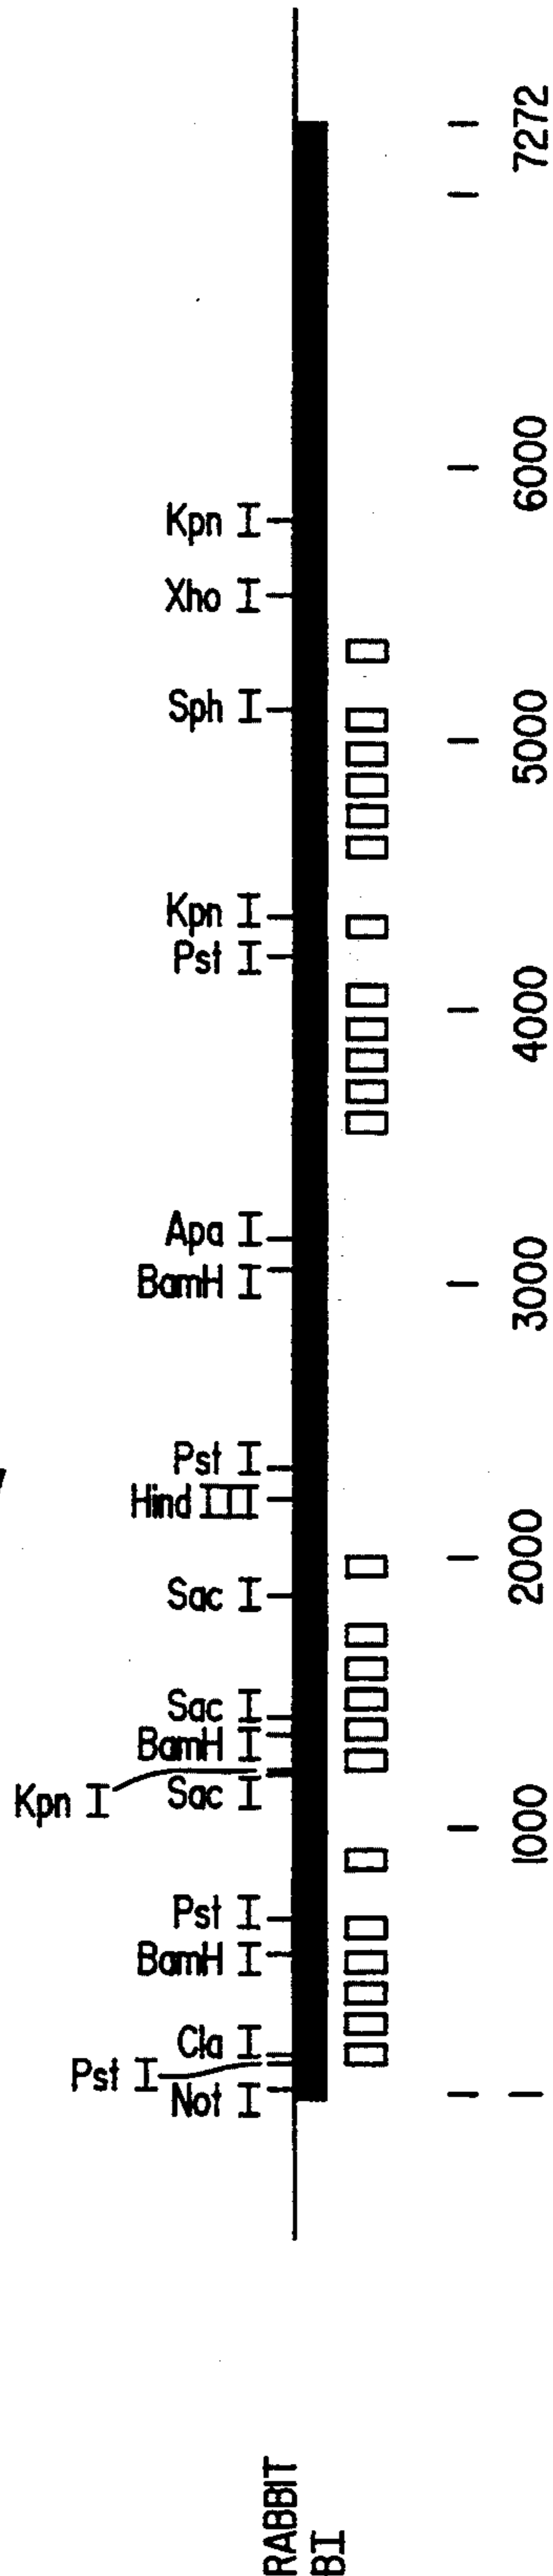 7272
6000
Kpn I
Xho I
Sph I
5000
Kpn I
Pst I
4000
Apa I
BamH I
3000
Pst I
Hind III
2000
Sac I
Sac I
BamH I
Kpn I
Sac I
1000
Pst I
BamH I
Cla I
Pst I
Not I
1
RABBIT
BI